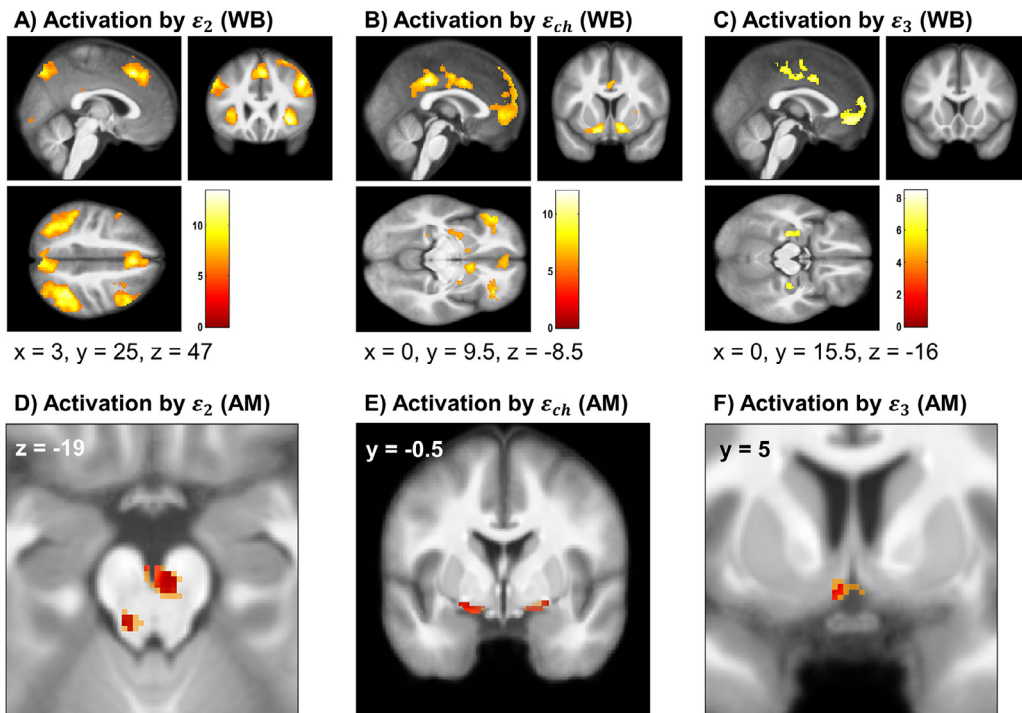 A) Activation by ε₂ (WB)
B) Activation by ε_ch (WB)
C) Activation by ε₃ (WB)
10
5
0
10
5
0
8
6
4
2
0
x = 3, y = 25, z = 47
x = 0, y = 9.5, z = -8.5
x = 0, y = 15.5, z = -16
D) Activation by ε₂ (AM)
E) Activation by ε_ch (AM)
F) Activation by ε₃ (AM)
z = -19
y = -0.5
y = 5